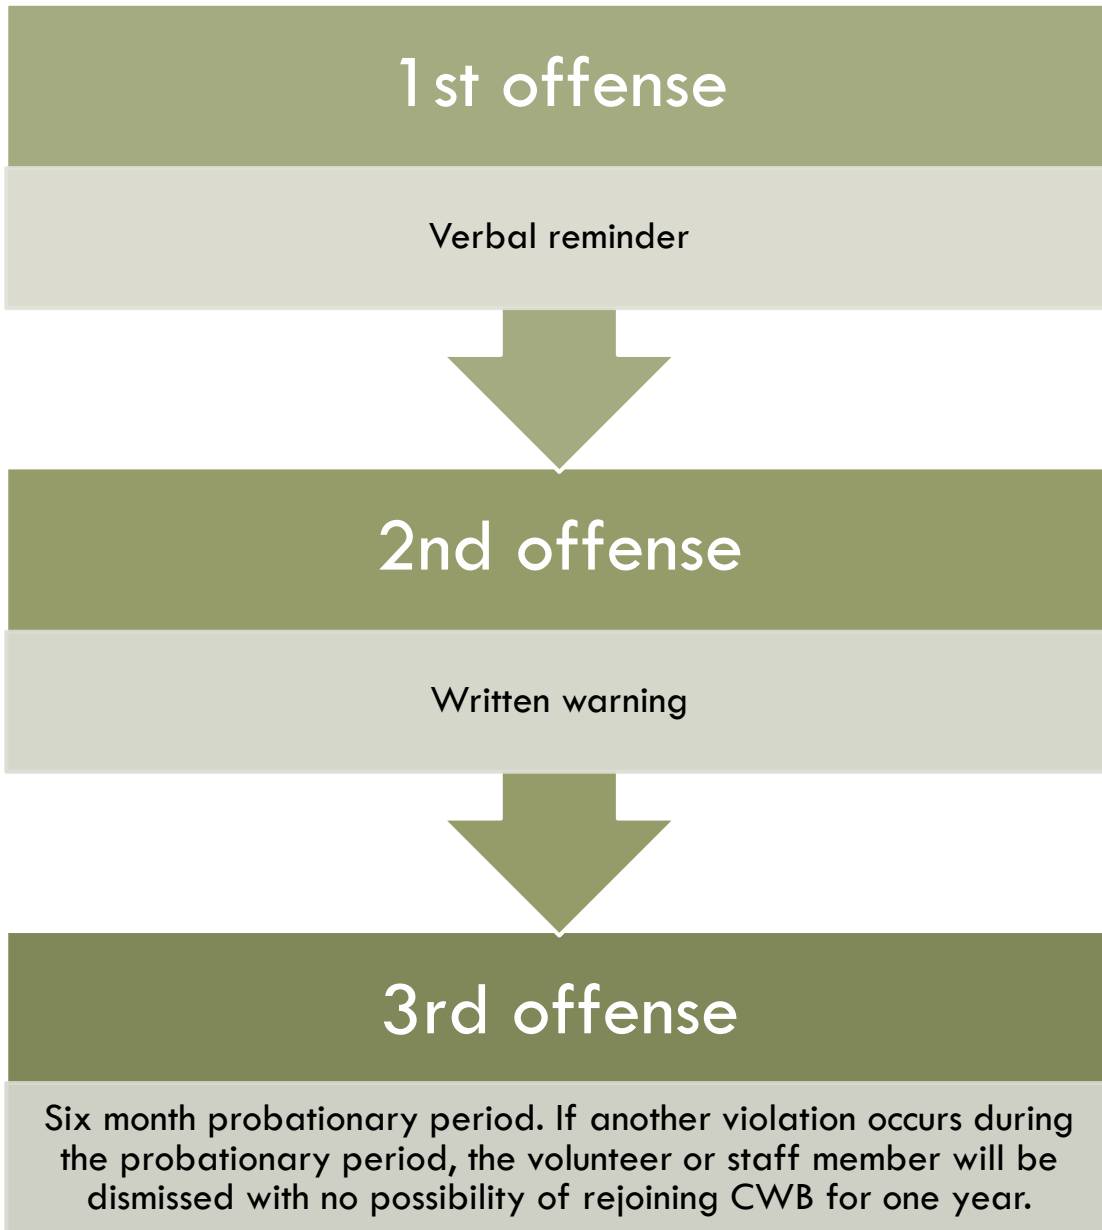 1st offense
Verbal reminder
2nd offense
Written warning
3rd offense
Six month probationary period. If another violation occurs during
the probationary period, the volunteer or staff member will be
dismissed with no possibility of rejoining CWB for one year.